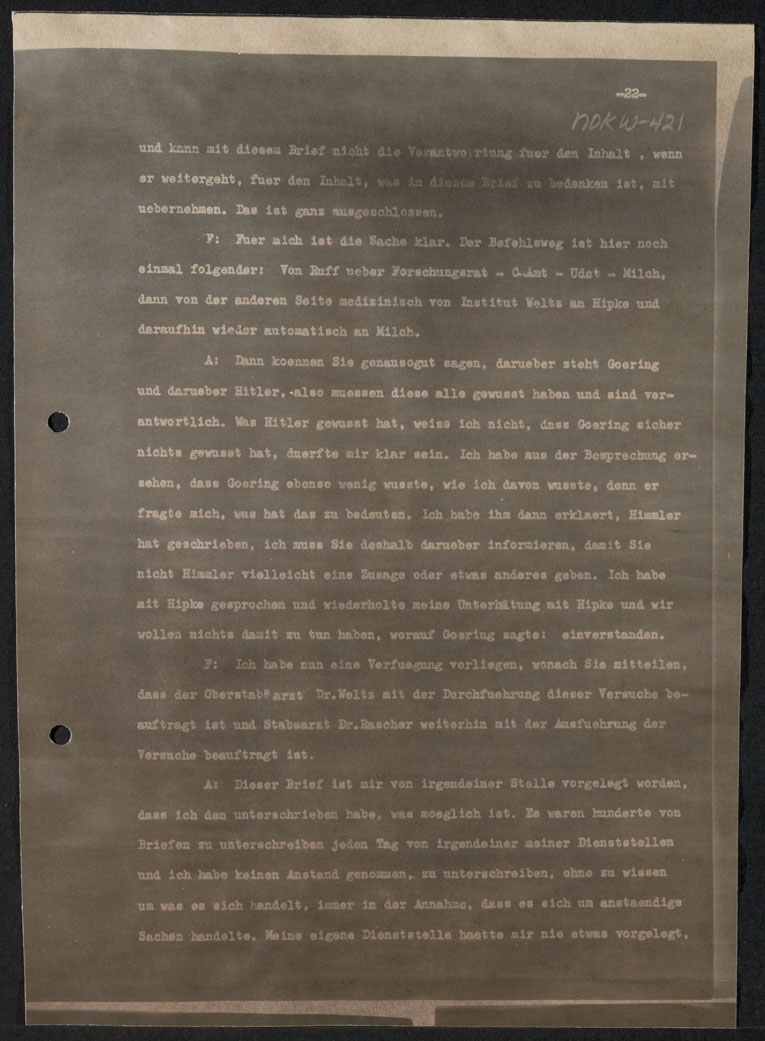 -22-
NOKW-421
und kann mit diesem Brief nicht die Verantwortung fuer den Inhalt , wenn
er weitergeht, fuer den Inhalt, was in diesem Brief zu bedenken ist, mit
uebernehmen. Das ist ganz ausgeschlossen.
F: Fuer mich ist die Sache klar. Der Befehlsweg ist hier noch
einmal folgender: Von Ruff ueber Forschungsrat - C-Amt - Udet - Milch,
dann von der anderen Seite medizinisch von Institut Weltz an Hipke und
daraufhin wieder automatisch an Milch.
A: Dann koennen Sie genausogut sagen, darueber steht Goering
und darueber Hitler,-also muessen diese alle gewusst haben und sind ver-
antwortlich. Was Hitler gewusst hat, weiss ich nicht, dass Goering sicher
nichts gewusst hat, duerfte mir klar sein. Ich habe aus der Besprechung er-
sehen, dass Goering ebenso wenig wusste, wie ich davon wusste, denn er
fragte mich, was hat das zu bedeuten. Ich habe ihm dann erklaert, Himmler
hat geschrieben, ich muss Sie deshalb darueber informieren, damit Sie
nicht Himmler vielleicht eine Zusage oder etwas anderes geben. Ich habe
mit Hipke gesprochen und wiederholte meine Unterhaltung mit Hipke und wir
wollen nichts damit zu tun haben, worauf Goering sagte: einverstanden.
F: Ich habe nun eine Verfuegung vorliegen, wonach Sie mitteilen,
dass der Oberstabsarzt Dr.Weltz mit der Durchfuehrung dieser Versuche be-
auftragt ist und Stabsarzt Dr.Rascher weiterhin mit der Ausfuehrung der
Versuche beauftragt ist.
A: Dieser Brief ist mir von irgendeiner Stelle vorgelegt worden,
dass ich den unterschrieben habe, was moeglich ist. Es waren hunderte von
Briefen zu unterschreiben jeden Tag von irgendeiner meiner Dienststellen
und ich habe keinen Anstand genommen, zu unterschreiben, ohne zu wissen
um was es sich handelt, immer in der Annahme, dass es sich um anstaendige
Sachen handelte. Meine eigene Dienststelle haette mir nie etwas vorgelegt,